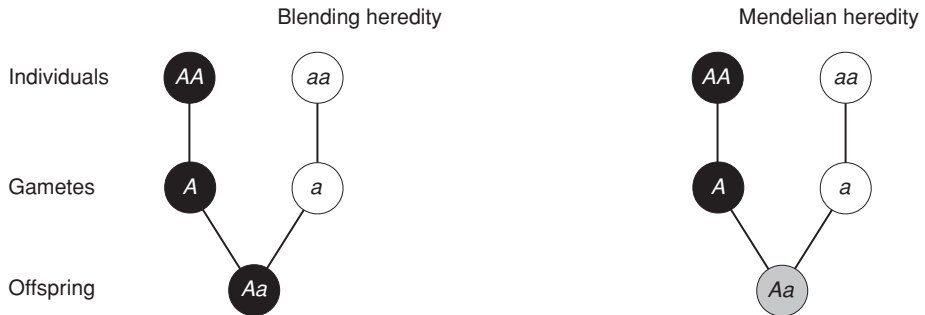 Blending heredity Mendelian heredity
Individuals AA aa AA aa
Gametes A a A a
Offspring Aa Aa